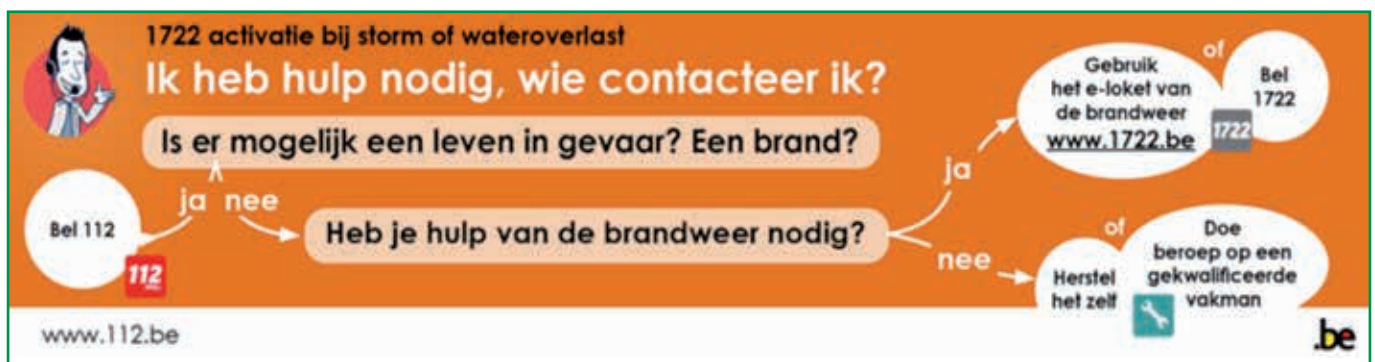 1722 activatie bij storm of wateroverlast
Ik heb hulp nodig, wie contacteer ik?
Is er mogelijk een leven in gevaar? Een brand?
ja nee
Bel 112
112
Heb je hulp van de brandweer nodig?
ja
Gebruik
het e-loket van
de brandweer
www.1722.be
1722
of
Bel
1722
nee
Herstel
het zelf
of
Doe
beroep op een
gekwalificeerde
vakman
www.112.be
.be